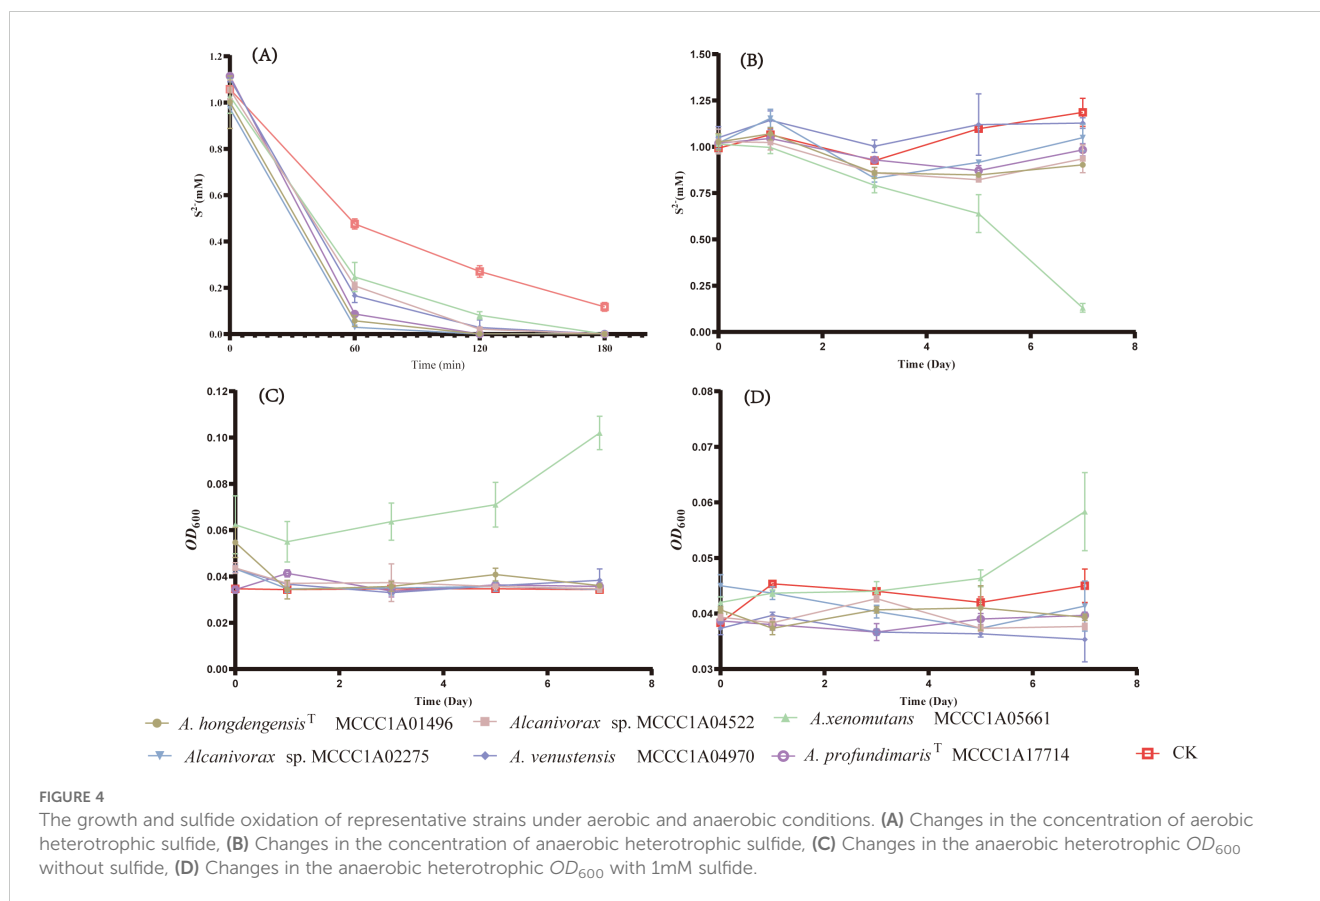 (A)
1.2
1.0
0.8
0.6
0.4
0.2
0.0
S2-(mM)
0 60 120 180
Time (min)
(B)
1.50
1.25
1.00
0.75
0.50
0.25
0.00
S2-(mM)
0 2 4 6 8
Time (Day)
(C)
0.12
0.10
0.08
0.06
0.04
0.02
0.00
OD600
0 2 4 6 8
Time (Day)
(D)
0.08
0.07
0.06
0.05
0.04
0.03
OD600
0 2 4 6 8
Time (Day)
A. hongdengensisT MCCC1A01496 Alcanivorax sp. MCCC1A04522 A.xenomutans MCCC1A05661
Alcanivorax sp. MCCC1A02275 A. venustensis MCCC1A04970 A. profundimarisT MCCC1A17714 CK
FIGURE 4
The growth and sulfide oxidation of representative strains under aerobic and anaerobic conditions. (A) Changes in the concentration of aerobic
heterotrophic sulfide, (B) Changes in the concentration of anaerobic heterotrophic sulfide, (C) Changes in the anaerobic heterotrophic OD600
without sulfide, (D) Changes in the anaerobic heterotrophic OD600 with 1mM sulfide.